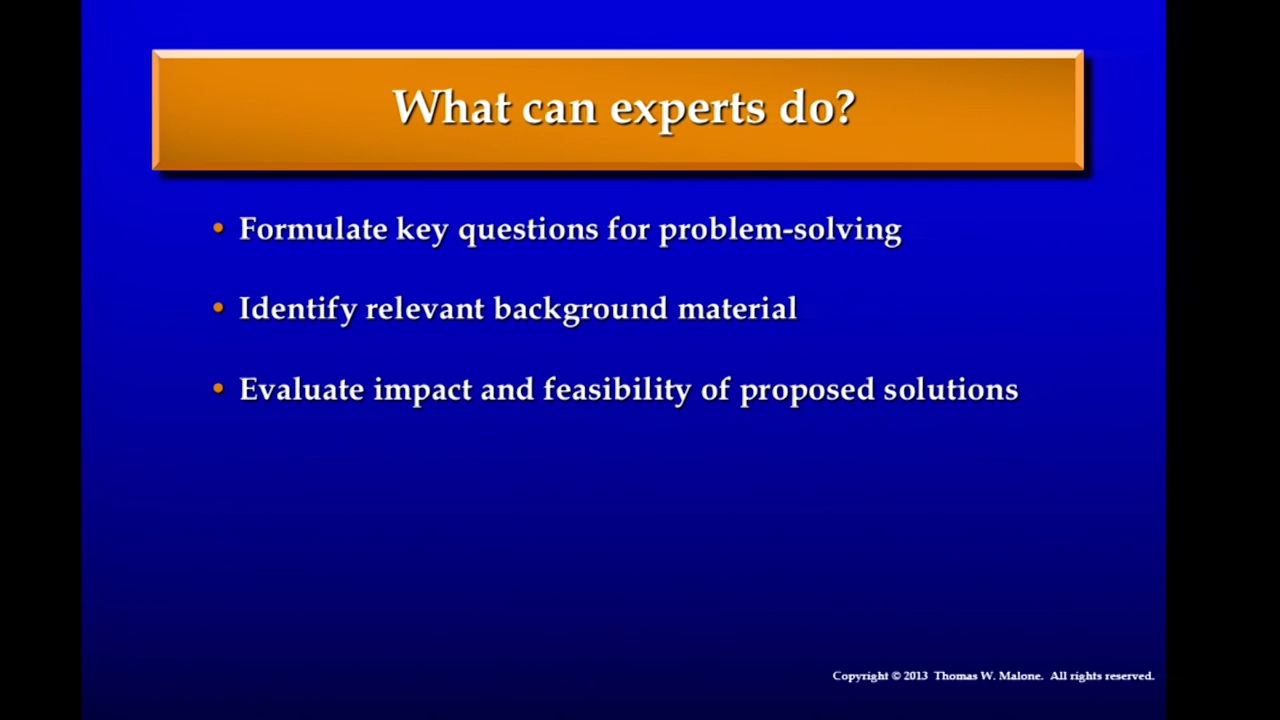 What can experts do?
• Formulate key questions for problem-solving
• Identify relevant background material
• Evaluate impact and feasibility of proposed solutions
Copyright © 2013 Thomas W. Malone. All rights reserved.